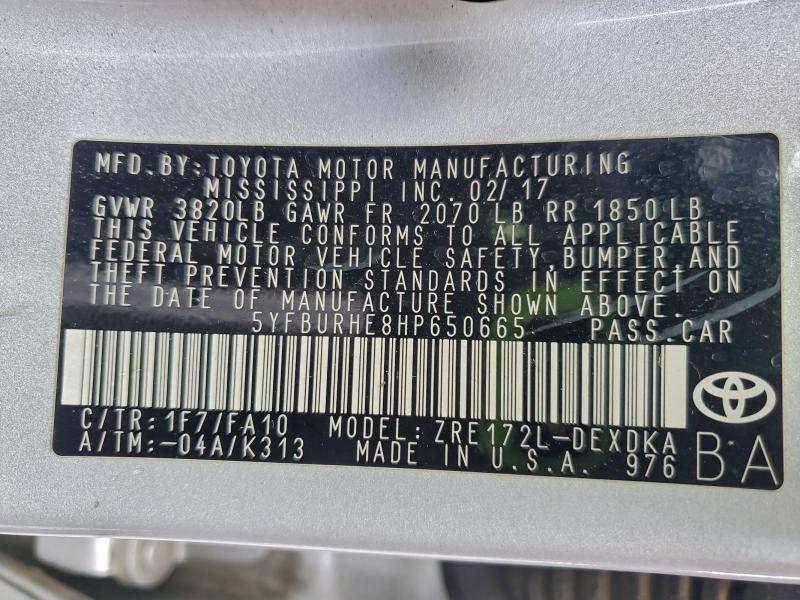 MFD. BY: TOYOTA MOTOR MANUFACTURING
MISSISSIPPI INC. 02/17
GVWR 3820LB GAWR FR 2070LB RR 1850LB
THIS VEHICLE CONFORMS TO ALL APPLICABLE
FEDERAL MOTOR VEHICLE SAFETY, BUMPER, AND
THEFT PREVENTION STANDARDS IN EFFECT ON
THE DATE OF MANUFACTURE SHOWN ABOVE.
5YFBURHE8HP650665 PASS.CAR
C/TR: 1F7/FA10 MODEL: ZRE172L-DEXDKA
A/TM:-04A/K313 MADE IN U.S.A. 976
B·A